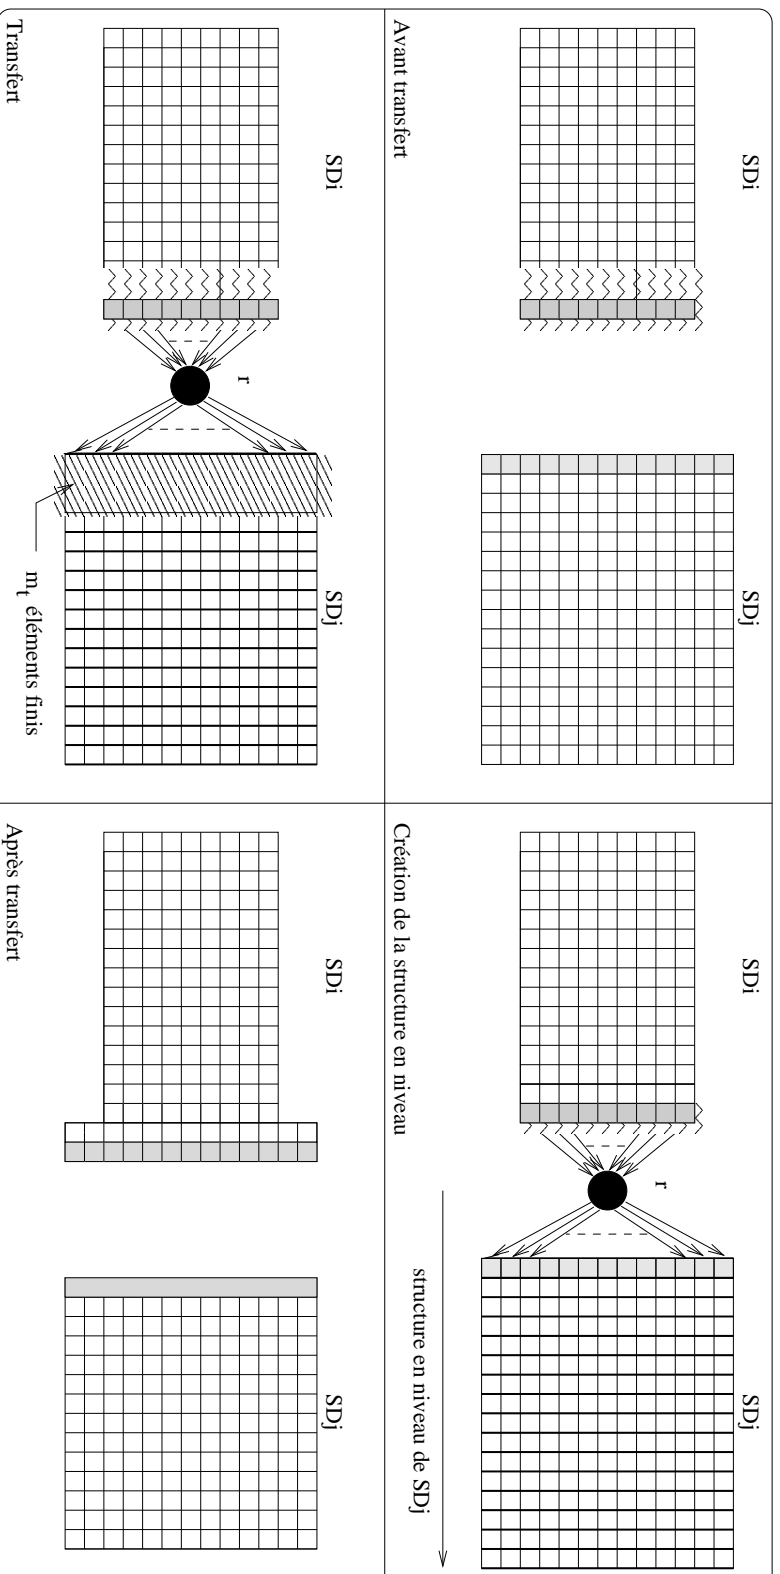 SDi
SDj
Avant transfert
SDi
r
SDj
structure en niveau de SDj
Création de la structure en niveau
SDi
r
SDj
m_t éléments finis
Transfert
SDi
SDj
Après transfert